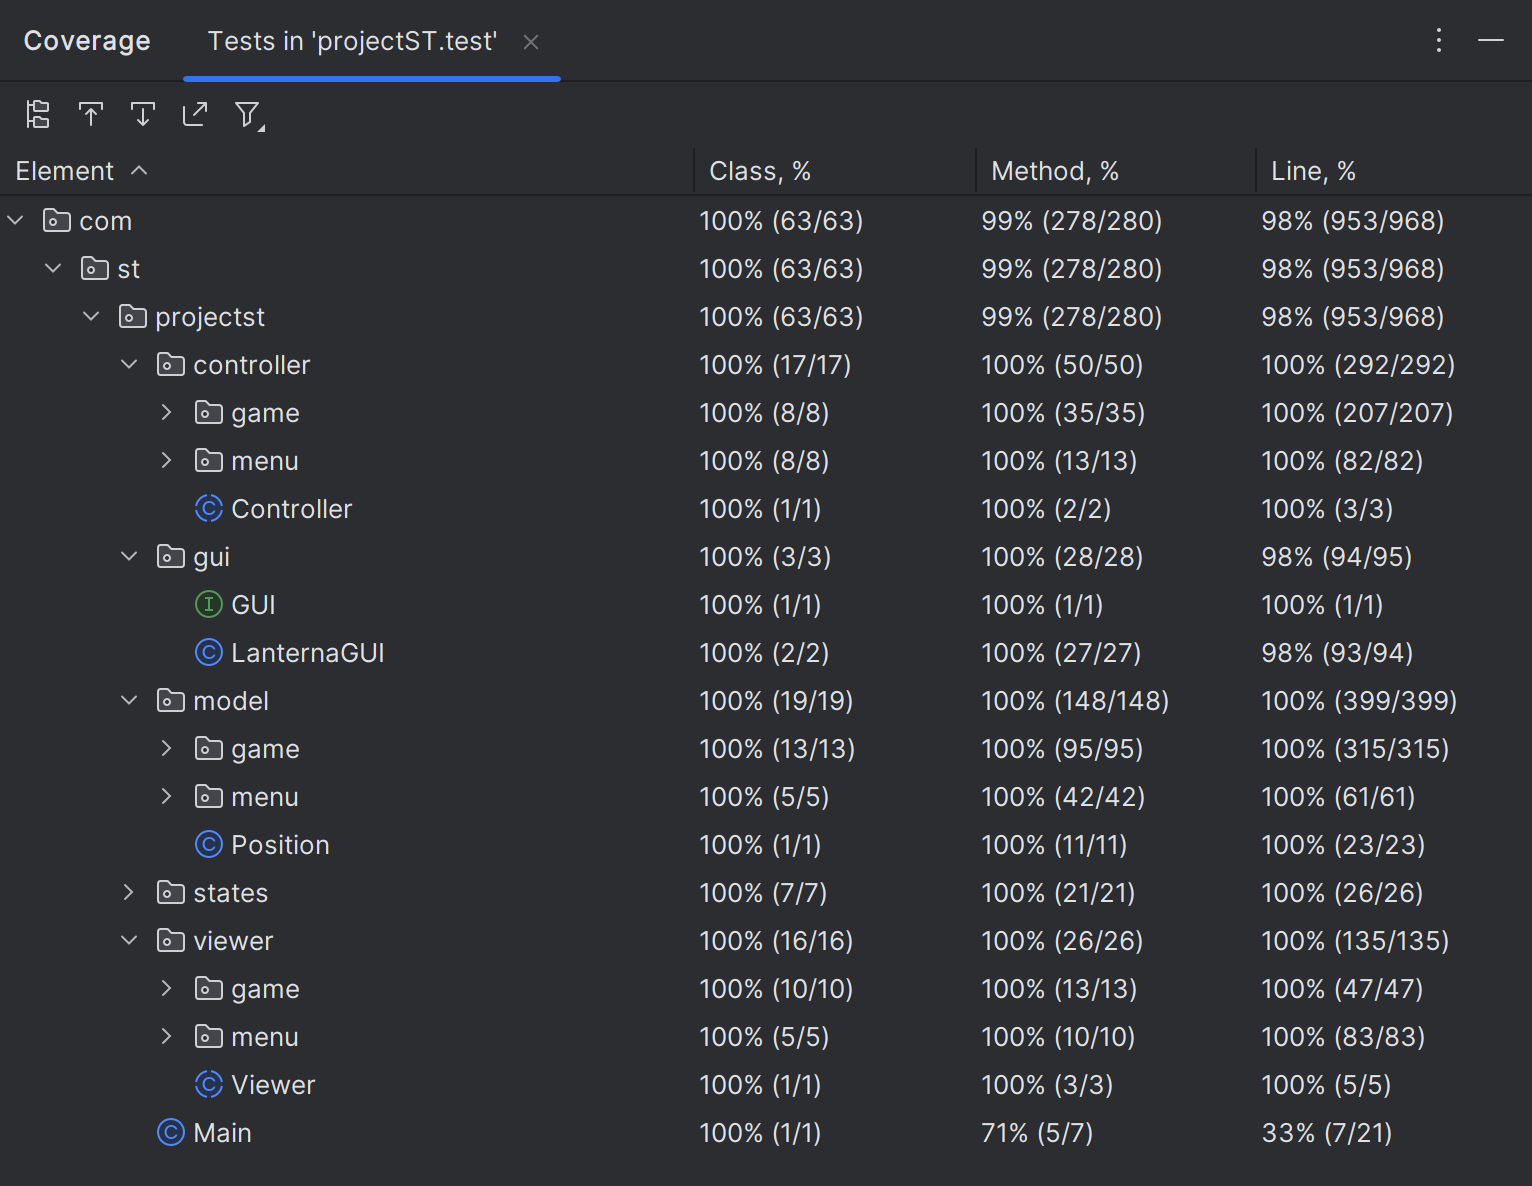 Coverage Tests in 'projectST.test'
Element Class, % Method, % Line, %
com 100% (63/63) 99% (278/280) 98% (953/968)
st 100% (63/63) 99% (278/280) 98% (953/968)
projectst 100% (63/63) 99% (278/280) 98% (953/968)
controller 100% (17/17) 100% (50/50) 100% (292/292)
game 100% (8/8) 100% (35/35) 100% (207/207)
menu 100% (8/8) 100% (13/13) 100% (82/82)
C Controller 100% (1/1) 100% (2/2) 100% (3/3)
gui 100% (3/3) 100% (28/28) 98% (94/95)
I GUI 100% (1/1) 100% (1/1) 100% (1/1)
C LanternaGUI 100% (2/2) 100% (27/27) 98% (93/94)
model 100% (19/19) 100% (148/148) 100% (399/399)
game 100% (13/13) 100% (95/95) 100% (315/315)
menu 100% (5/5) 100% (42/42) 100% (61/61)
C Position 100% (1/1) 100% (11/11) 100% (23/23)
states 100% (7/7) 100% (21/21) 100% (26/26)
viewer 100% (16/16) 100% (26/26) 100% (135/135)
game 100% (10/10) 100% (13/13) 100% (47/47)
menu 100% (5/5) 100% (10/10) 100% (83/83)
C Viewer 100% (1/1) 100% (3/3) 100% (5/5)
C Main 100% (1/1) 71% (5/7) 33% (7/21)